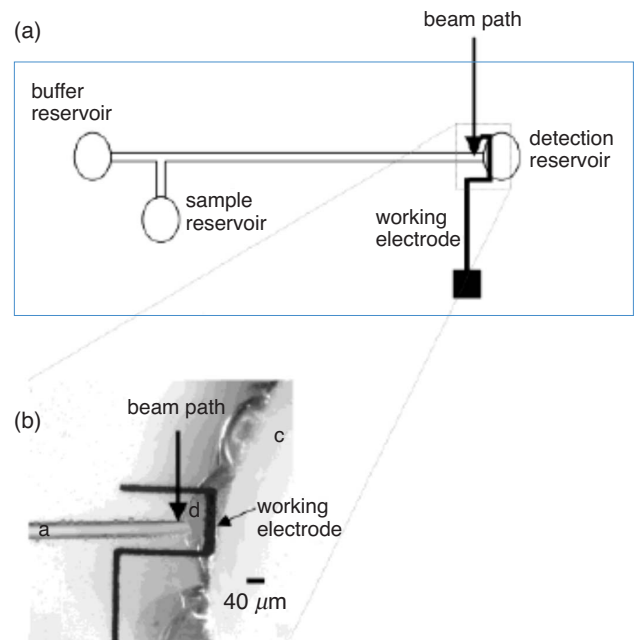 (a)
beam path
buffer
reservoir
detection
reservoir
sample
reservoir
working
electrode
(b)
beam path
c
d
working
electrode
a
40 μm